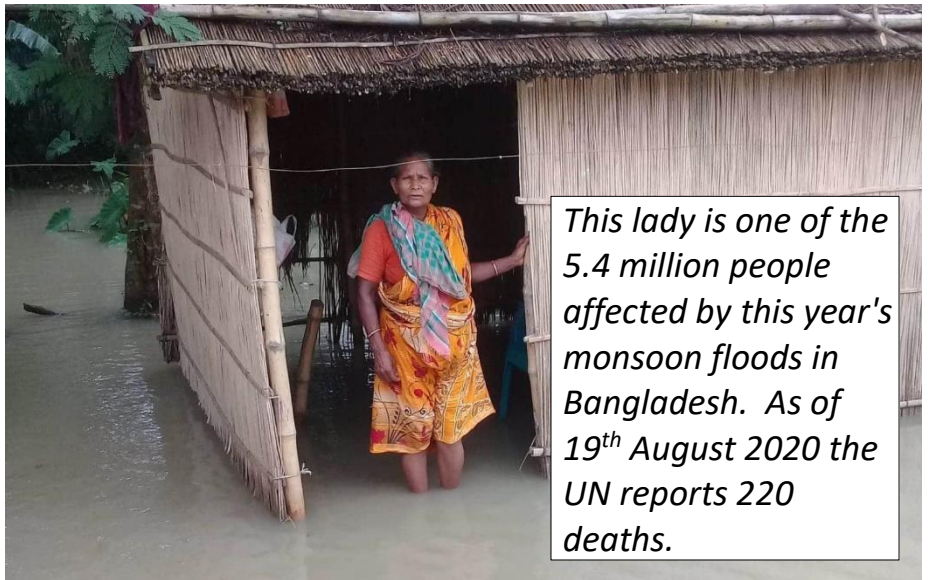 This lady is one of the
5.4 million people
affected by this year's
monsoon floods in
Bangladesh.  As of
19th August 2020 the
UN reports 220
deaths.